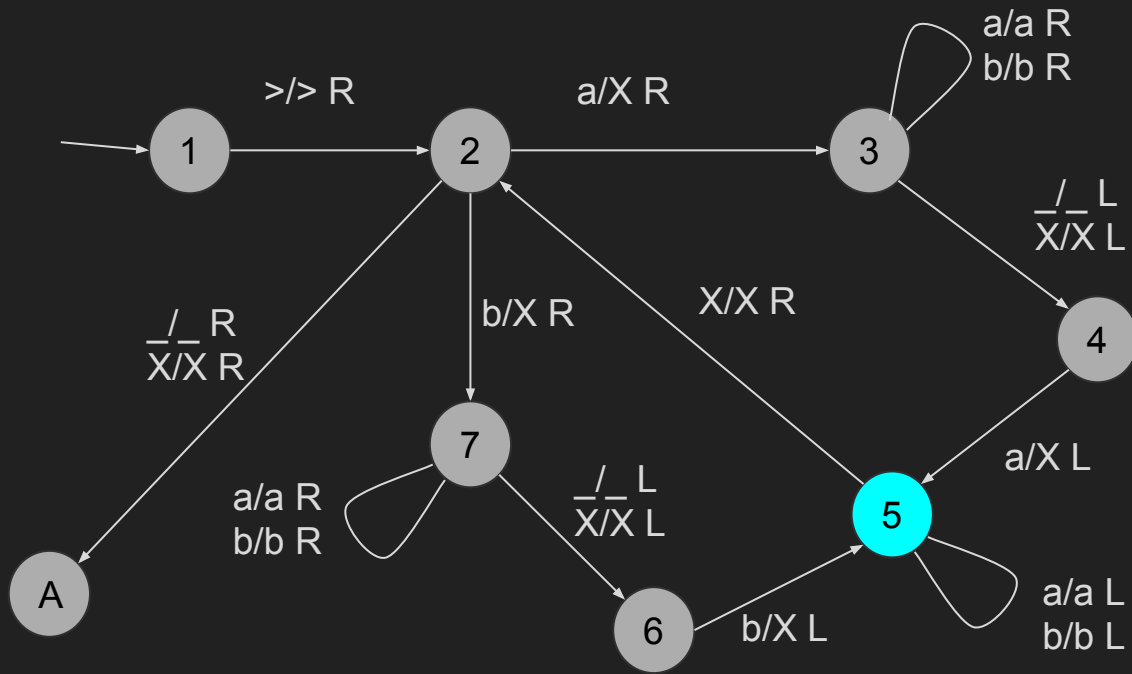 >/> R
a/X R
a/a R
b/b R
1
2
3
_/_ L
X/X L
_/_ R
X/X R
b/X R
X/X R
4
7
a/X L
a/a R
b/b R
_/_ L
X/X L
5
A
6
b/X L
a/a L
b/b L